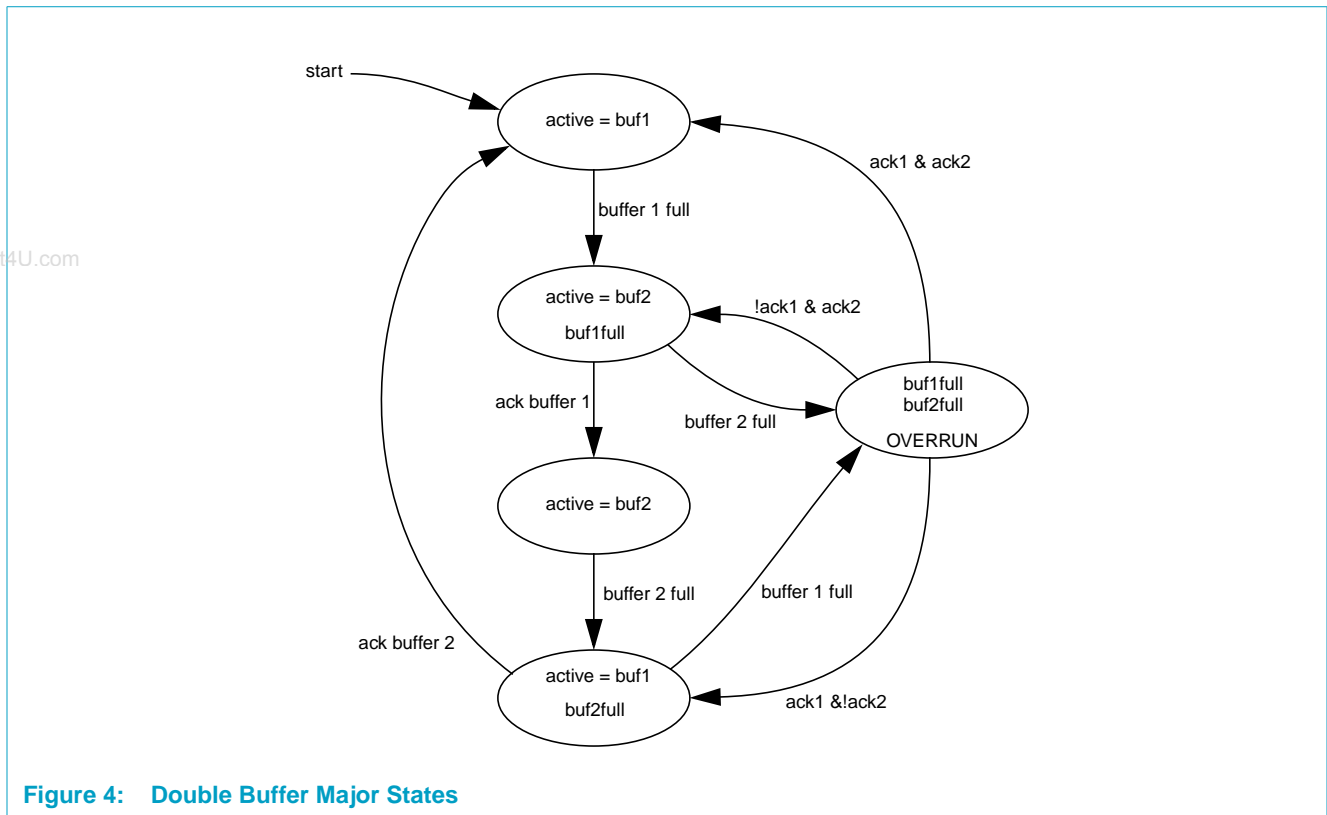 start
active = buf1
ack1 & ack2
buffer 1 full
t4U.com
active = buf2
buf1full
!ack1 & ack2
buf1full
buf2full
OVERRUN
ack buffer 1
buffer 2 full
active = buf2
buffer 2 full
buffer 1 full
ack buffer 2
active = buf1
buf2full
ack1 &!ack2
Figure 4: Double Buffer Major States